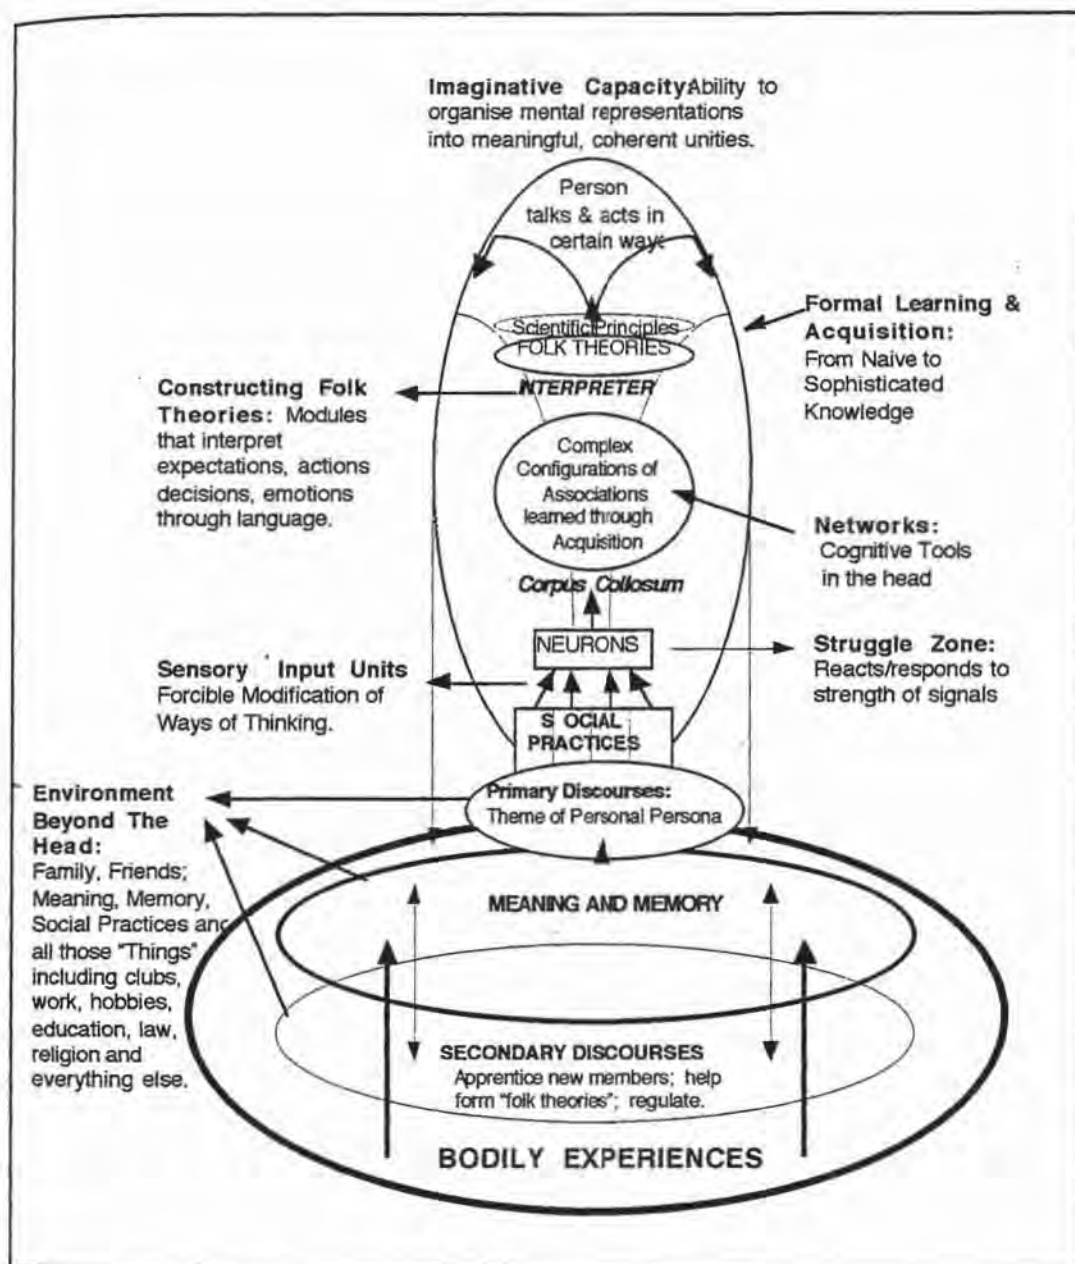 Imaginative Capacity:Ability to
organise mental representations
into meaningful, coherent unities.
Person
talks & acts in
certain way:
Formal Learning &
Acquisition:
From Naive to
Sophisticated
Knowledge
Scientific Principles
FOLK THEORIES
INTERPRETER
Constructing Folk
Theories: Modules
that interpret
expectations, actions
decisions, emotions
through language.
Complex
Configurations of
Associations
learned through
Acquisition
Networks:
Cognitive Tools
in the head
Corpus Collosum
NEURONS
Struggle Zone:
Reacts/responds to
strength of signals
Sensory Input Units
Forcible Modification of
Ways of Thinking.
SOCIAL
PRACTICES
Primary Discourses:
Theme of Personal Persona
Environment
Beyond The
Head:
Family, Friends;
Meaning, Memory,
Social Practices and
all those "Things"
including clubs,
work, hobbies,
education, law,
religion and
everything else.
MEANING AND MEMORY
SECONDARY DISCOURSES
Apprentice new members; help
form "folk theories"; regulate.
BODILY EXPERIENCES